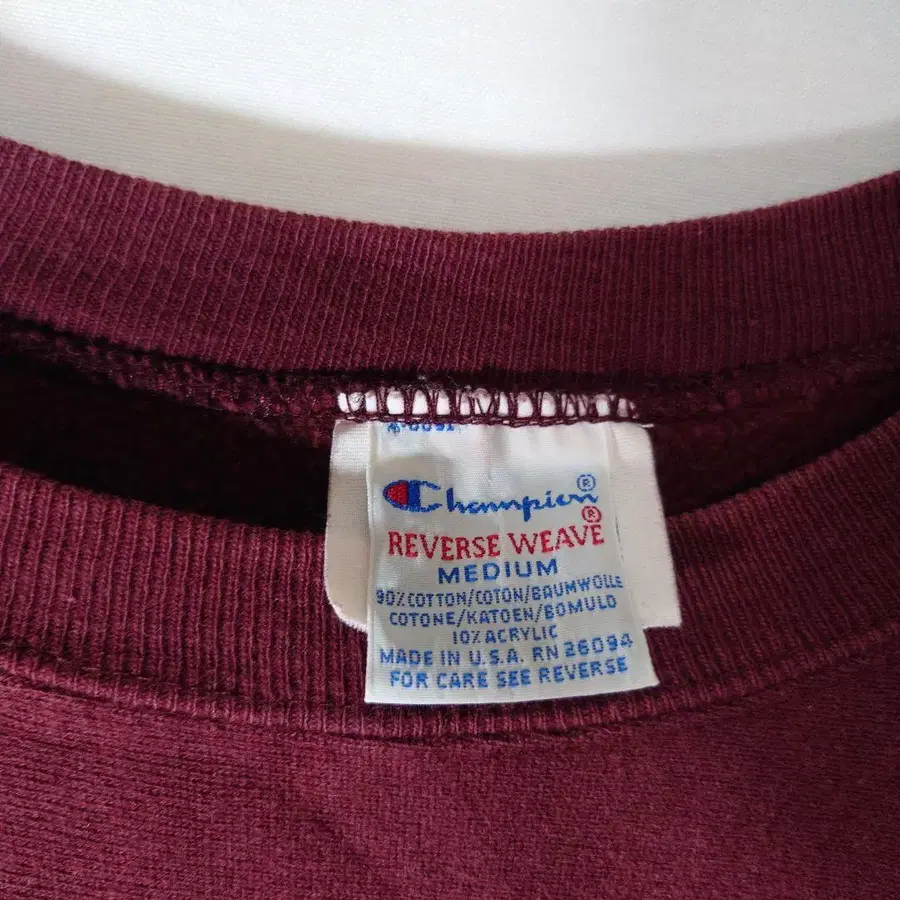 Champion®
REVERSE WEAVE®
MEDIUM
90% COTTON/COTON/BAUMWOLLE
COTONE/KATOEN/BOMULD
10% ACRYLIC
MADE IN U.S.A. RN 26094
FOR CARE SEE REVERSE